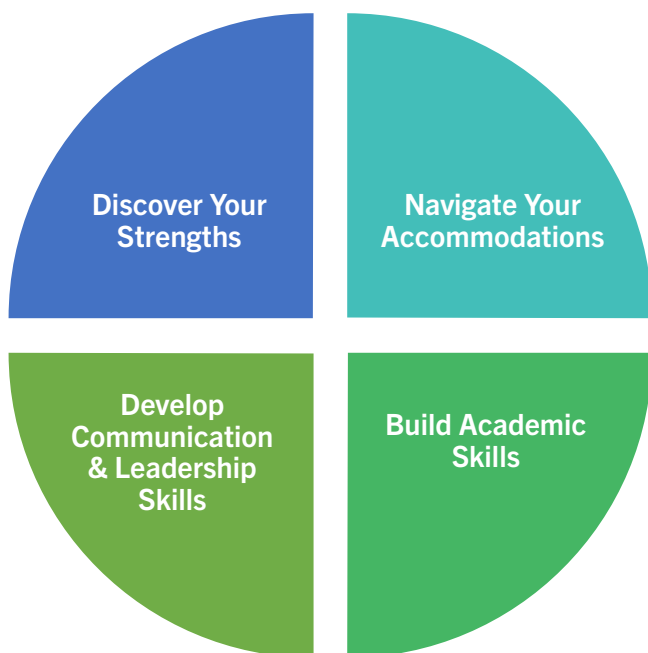 Discover Your
Strengths
Navigate Your
Accommodations
Develop
Communication
& Leadership
Skills
Build Academic
Skills